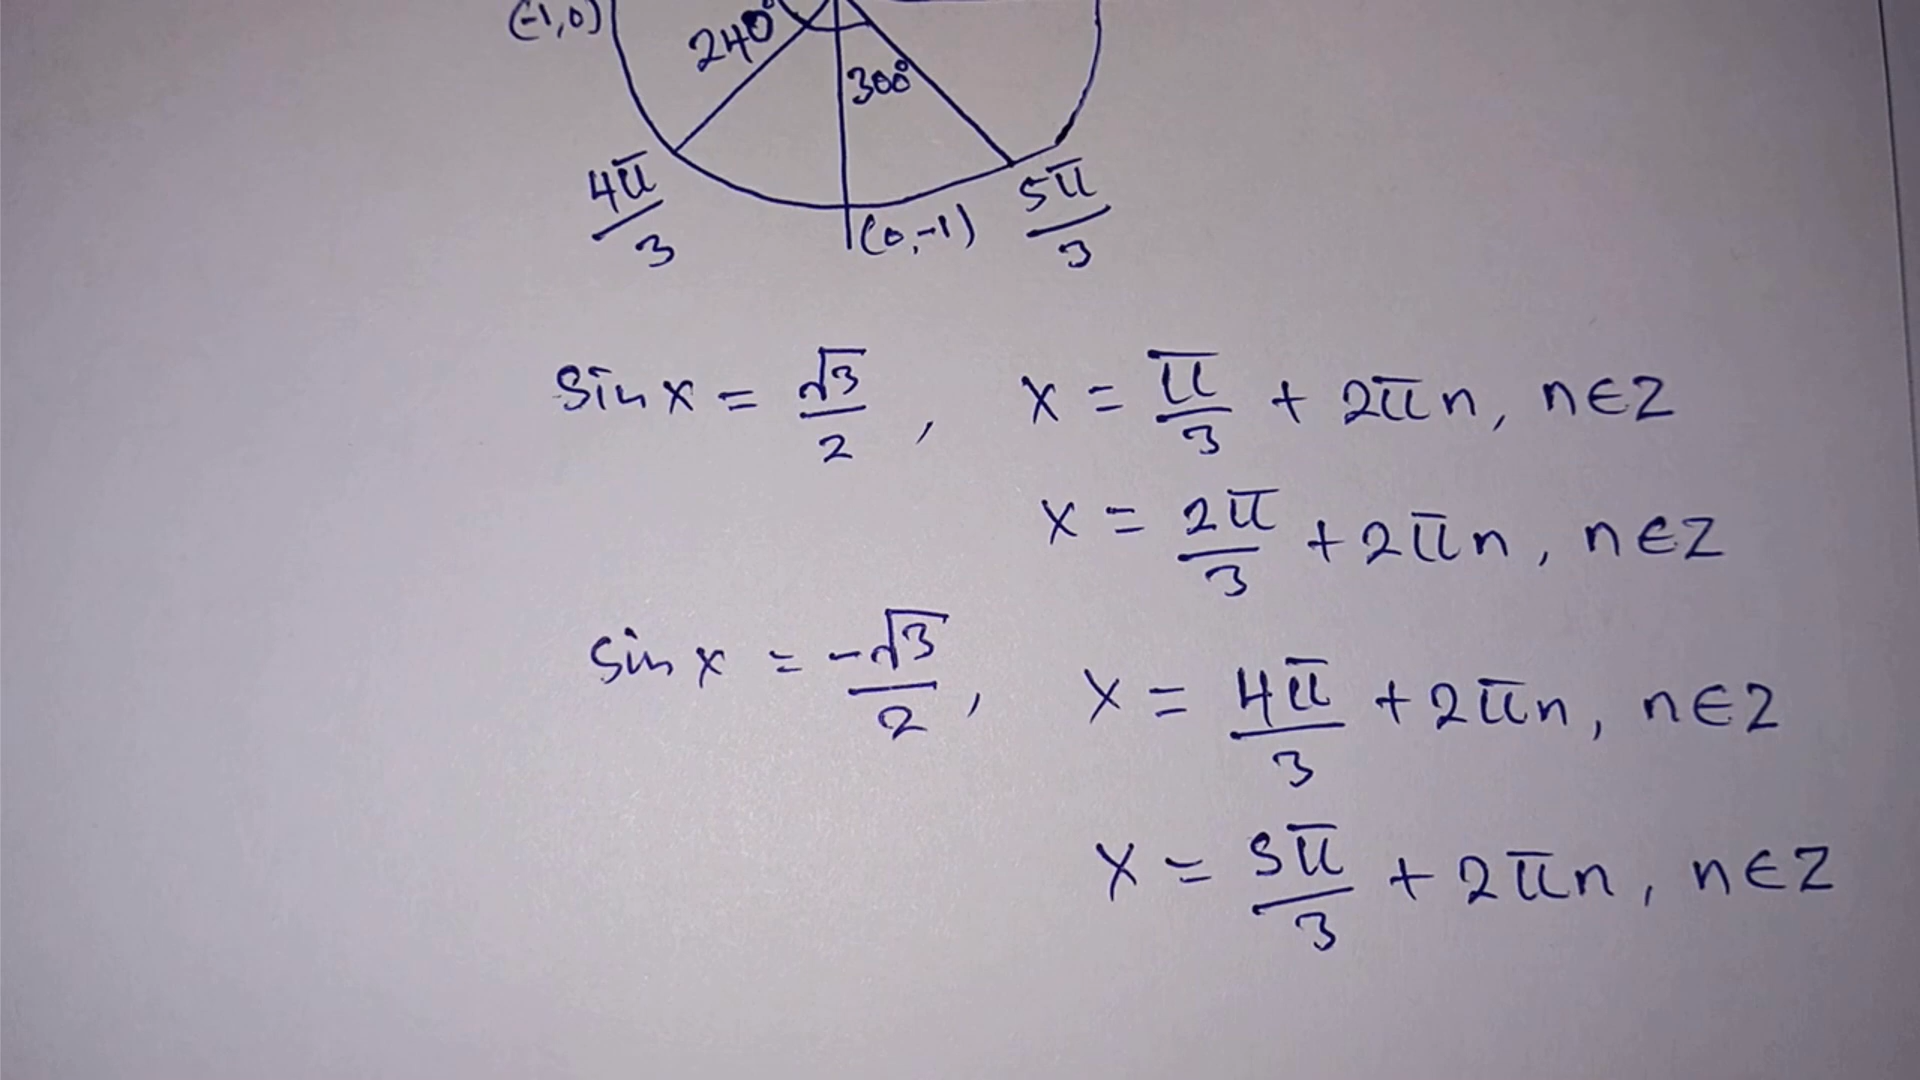 (-1,0)
240°
300°
4π/3
(0,-1)
5π/3
sin x = √3/2, x = π/3 + 2πn, n∈Z
x = 2π/3 + 2πn, n∈Z
sin x = -√3/2, x = 4π/3 + 2πn, n∈Z
x = 5π/3 + 2πn, n∈Z